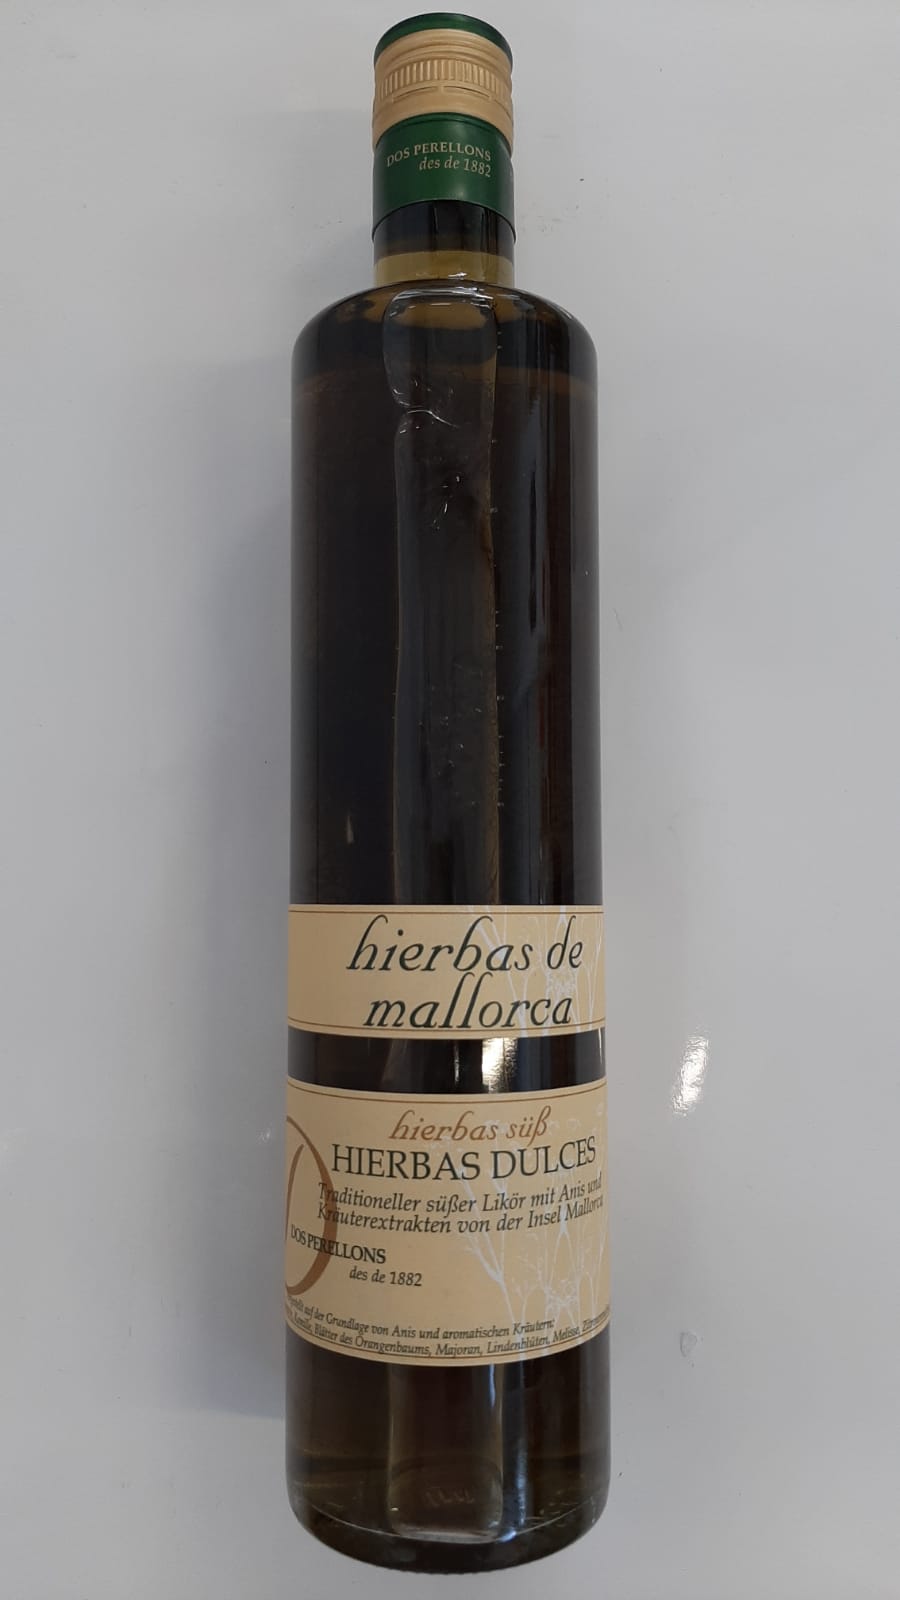 DOS PERELLONS
des de 1882
hierbas de
mallorca
hierbas süß
HIERBAS DULCES
Traditioneller süßer Likör mit Anis und
Kräuterextrakten von der Insel Mallorca
DOS PERELLONS
des de 1882
auf der Grundlage von Anis und aromatischen Kräutern:
Blätter des Orangenbaums, Majoran, Lindenblüten, Melisse,